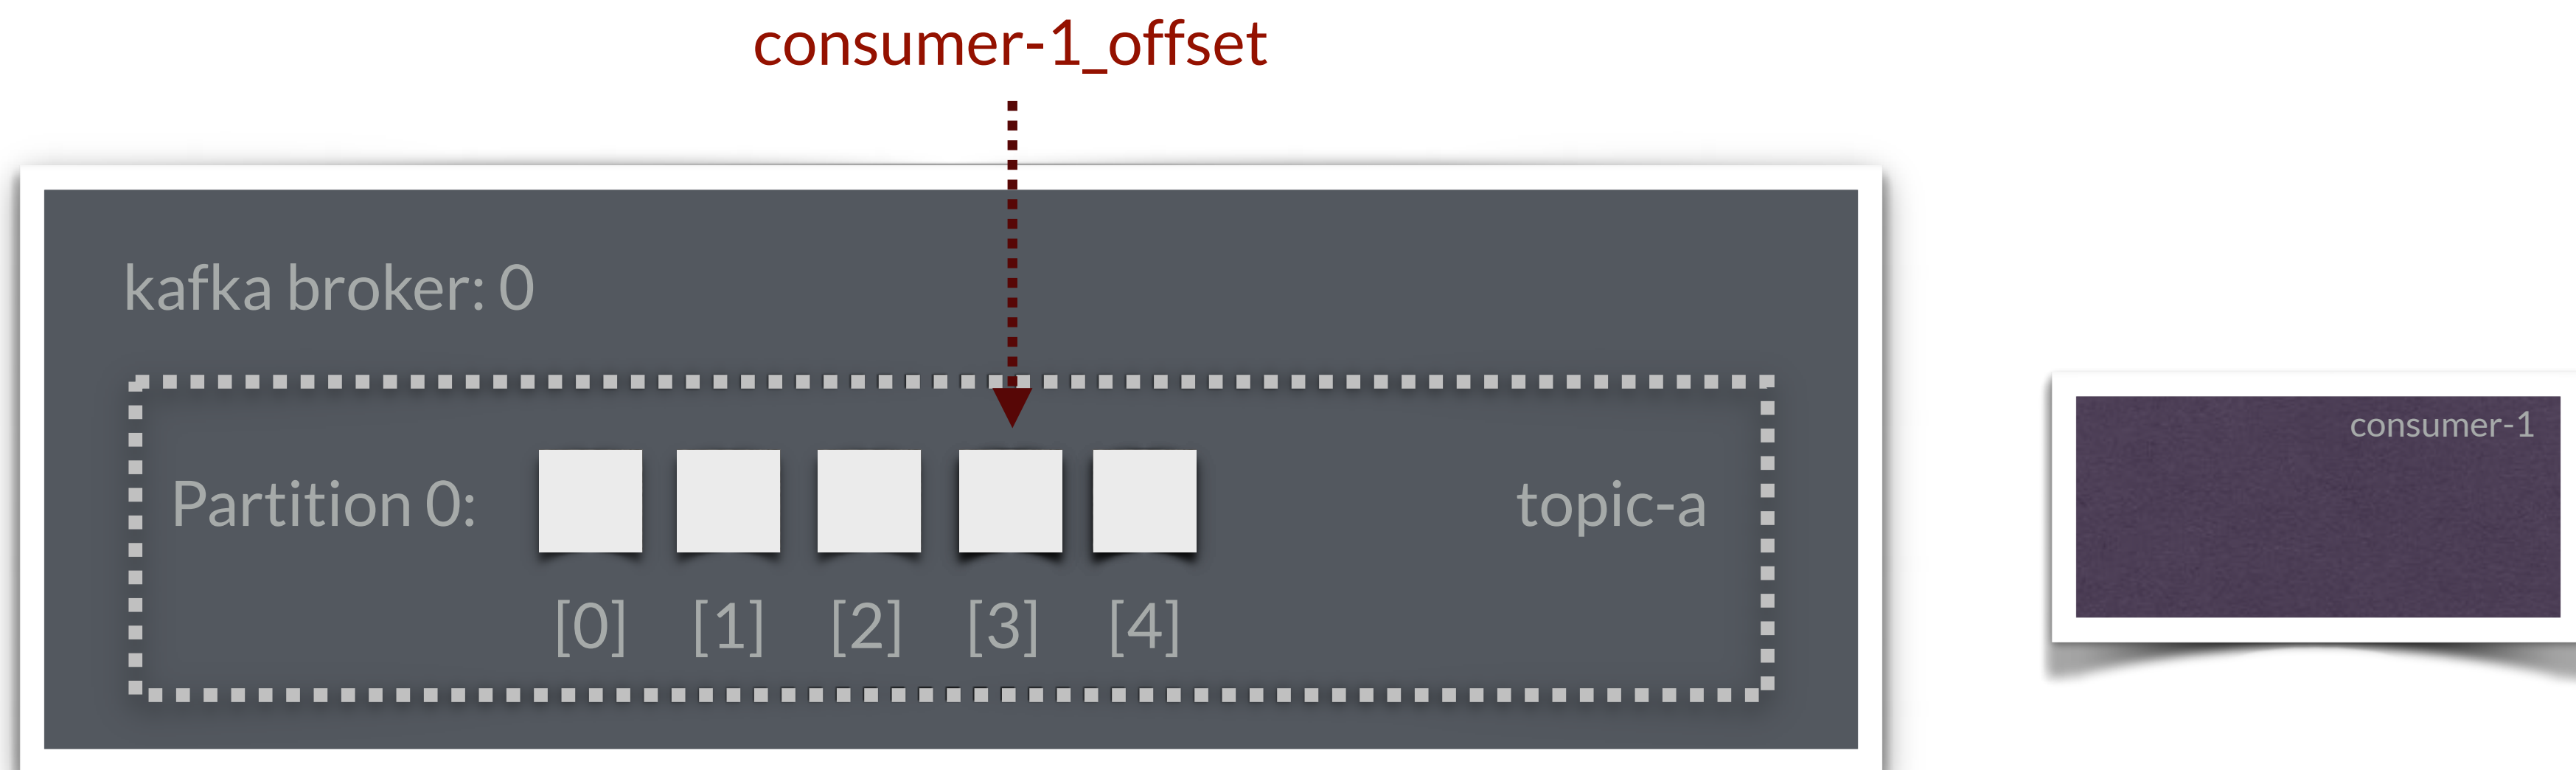 consumer-1_offset
kafka broker: 0
consumer-1
Partition 0:
topic-a
[0] [1] [2] [3] [4]